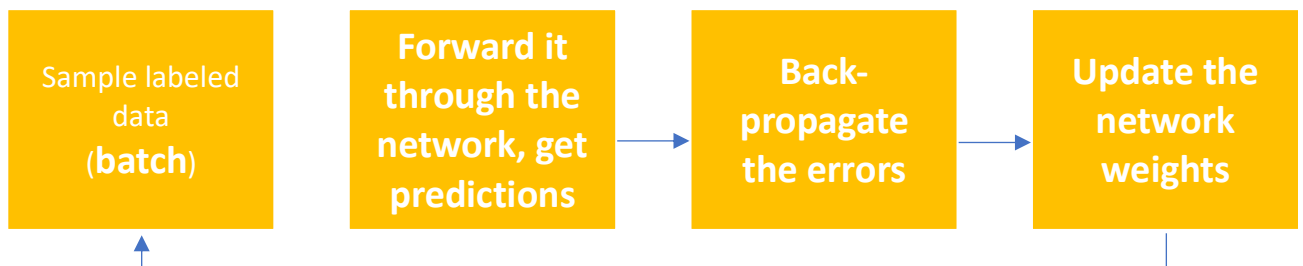 Sample labeled
data
(batch)
Forward it
through the
network, get
predictions
Back-
propagate
the errors
Update the
network
weights